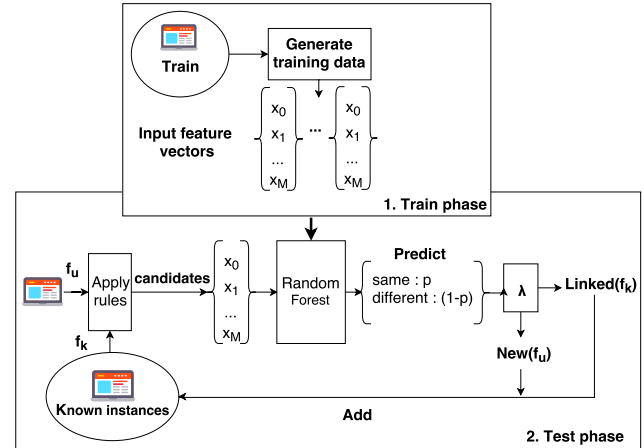 Train
Generate
training data
Input feature
vectors
x0
x1
...
xM
...
x0
x1
...
xM
1. Train phase
fu
Apply
rules
candidates
fk
x0
x1
...
xM
Random
Forest
Predict
same : p
different : (1-p)
λ
Linked(fk)
New(fu)
Known instances
Add
2. Test phase